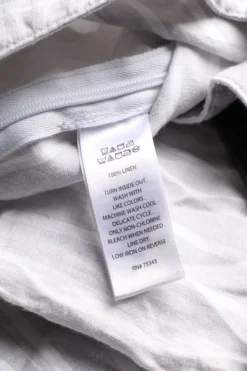 100% LINEN
TURN INSIDE OUT.
WASH WITH
LIKE COLORS.
MACHINE WASH COOL -
DELICATE CYCLE.
ONLY NON-CHLORINE
BLEACH WHEN NEEDED
LINE DRY.
LOW IRON ON REVERSE
RN# 75343